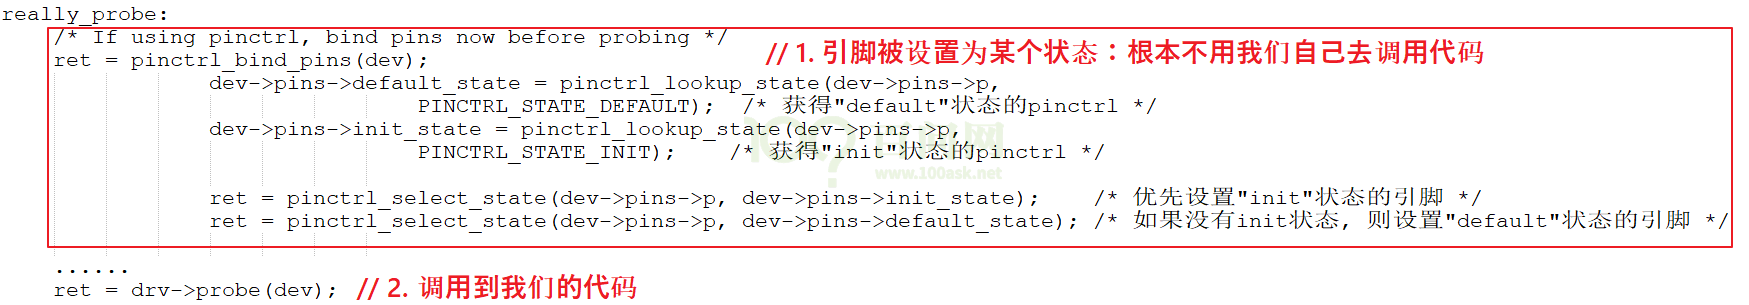 really_probe:
/* If using pinctrl, bind pins now before probing */
// 1. 引脚被设置为某个状态：根本不用我们自己去调用代码
ret = pinctrl_bind_pins(dev);
dev->pins->default_state = pinctrl_lookup_state(dev->pins->p,
PINCTRL_STATE_DEFAULT); /* 获得"default"状态的pinctrl */
dev->pins->init_state = pinctrl_lookup_state(dev->pins->p,
PINCTRL_STATE_INIT); /* 获得"init"状态的pinctrl */
www.100ask.net
ret = pinctrl_select_state(dev->pins->p, dev->pins->init_state); /* 优先设置"init"状态的引脚 */
ret = pinctrl_select_state(dev->pins->p, dev->pins->default_state); /* 如果没有init状态, 则设置"default"状态的引脚 */
......
ret = drv->probe(dev); // 2. 调用到我们的代码